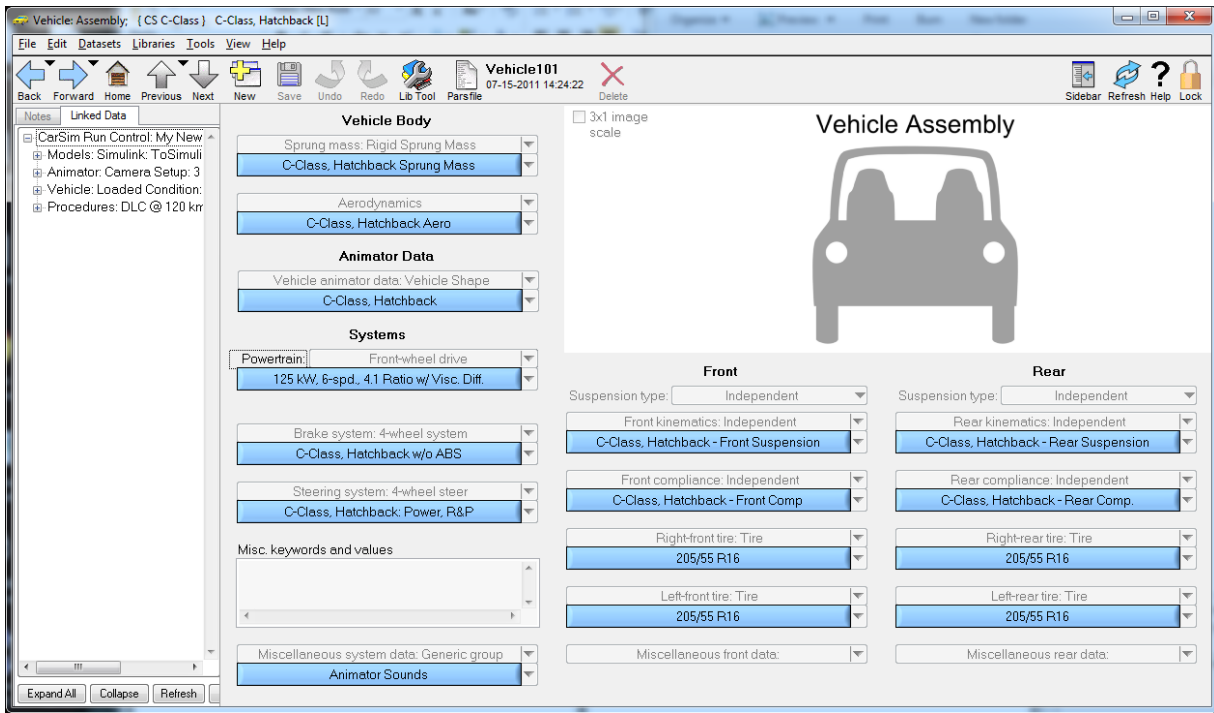 Vehicle: Assembly; { CS C-Class } C-Class, Hatchback [L]
File Edit Datasets Libraries Tools View Help
Back Forward Home Previous Next New Save Undo Redo Lib Tool Parsfile
Vehicle101
07-15-2011 14:24:22
Delete
Sidebar Refresh Help Lock
Notes Linked Data
CarSim Run Control: My New
Models: Simulink: ToSimuli
Animator: Camera Setup: 3
Vehicle: Loaded Condition:
Procedures: DLC @ 120 km
Expand All Collapse Refresh
Vehicle Body
Sprung mass: Rigid Sprung Mass
C-Class, Hatchback Sprung Mass
Aerodynamics
C-Class, Hatchback Aero
Animator Data
Vehicle animator data: Vehicle Shape
C-Class, Hatchback
Systems
Powertrain: Front-wheel drive
125 kW, 6-spd., 4.1 Ratio w/ Visc. Diff.
Brake system: 4-wheel system
C-Class, Hatchback w/o ABS
Steering system: 4-wheel steer
C-Class, Hatchback: Power, R&P
Misc. keywords and values
Miscellaneous system data: Generic group
Animator Sounds
3x1 image
scale
Vehicle Assembly
Front
Suspension type: Independent
Front kinematics: Independent
C-Class, Hatchback - Front Suspension
Front compliance: Independent
C-Class, Hatchback - Front Comp
Right-front tire: Tire
205/55 R16
Left-front tire: Tire
205/55 R16
Miscellaneous front data:
Rear
Suspension type: Independent
Rear kinematics: Independent
C-Class, Hatchback - Rear Suspension
Rear compliance: Independent
C-Class, Hatchback - Rear Comp.
Right-rear tire: Tire
205/55 R16
Left-rear tire: Tire
205/55 R16
Miscellaneous rear data: